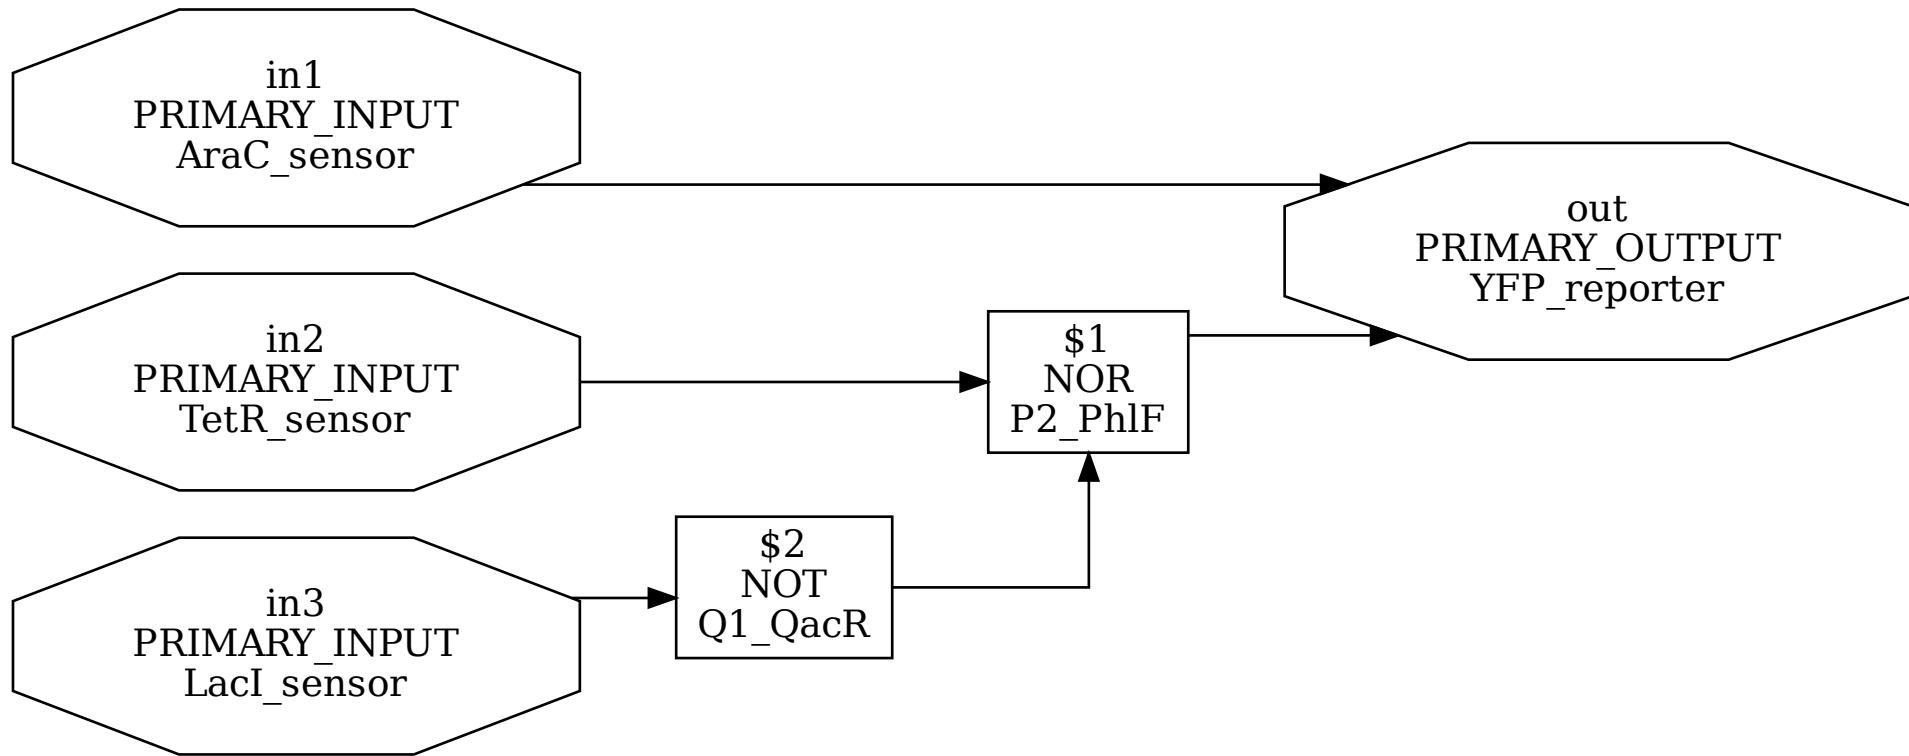 in1
PRIMARY_INPUT
AraC_sensor
in2
PRIMARY_INPUT
TetR_sensor
in3
PRIMARY_INPUT
LacI_sensor
$2
NOT
Q1_QacR
$1
NOR
P2_PhlF
out
PRIMARY_OUTPUT
YFP_reporter